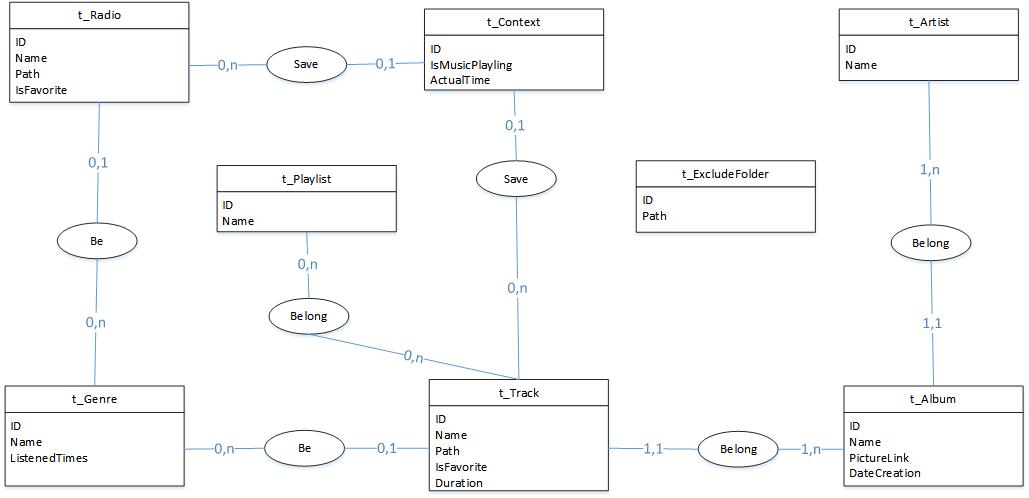 t_Radio
ID
Name
Path
IsFavorite
0,n
Save
0,1
t_Context
ID
IsMusicPlayling
ActualTime
t_Artist
ID
Name
0,1
0,1
1,n
t_Playlist
ID
Name
Save
t_ExcludeFolder
ID
Path
Be
Belong
0,n
0,n
Belong
0,n
0,n
1,1
t_Genre
ID
Name
ListenedTimes
0,n
Be
0,1
t_Track
ID
Name
Path
IsFavorite
Duration
1,1
Belong
1,n
t_Album
ID
Name
PictureLink
DateCreation